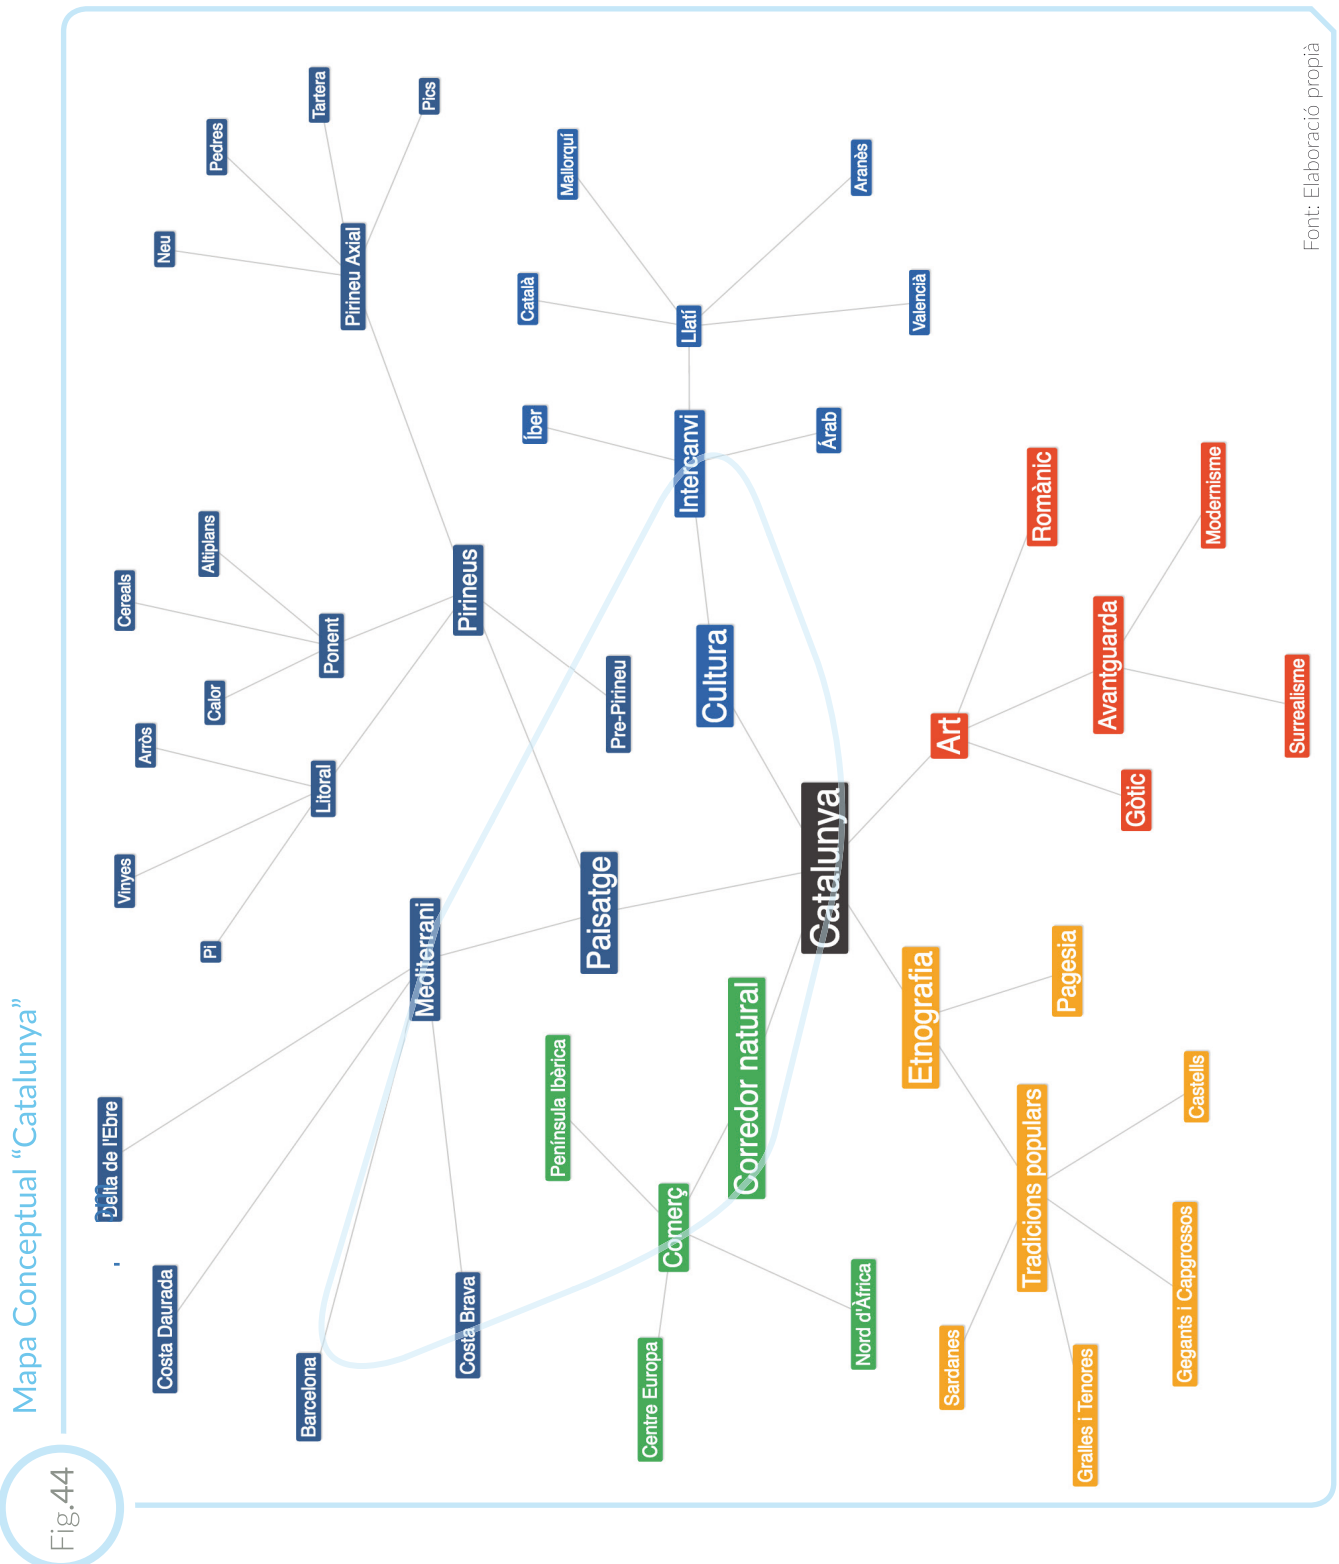 Fig.44
Mapa Conceptual “Catalunya”
Delta de l'Ebre
Costa Daurada
Barcelona
Costa Brava
Mediterrani
Vinyes
Arròs
Pi
Litoral
Cereals
Altiplans
Calor
Ponent
Neu
Pedres
Tartera
Pics
Pirineu Axial
Pirineus
Pre-Pirineu
Paisatge
Península Ibèrica
Centre Europa
Comerç
Nord d'Àfrica
Corredor natural
Catalunya
Cultura
Intercanvi
Íber
Árab
Llatí
Català
Mallorquí
Aranès
Valencià
Etnografia
Pagesia
Tradicions populars
Sardanes
Gralles i Tenores
Gegants i Capgrossos
Castells
Art
Romànic
Gòtic
Avantguarda
Modernisme
Surrealisme
Font: Elaboració propià